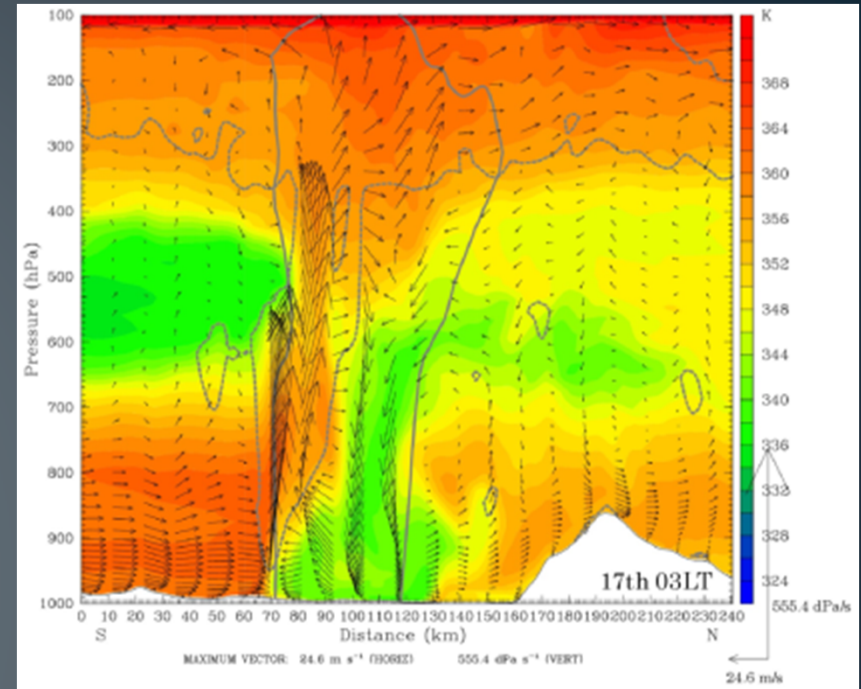 100
200
300
400
500
600
700
800
900
1000
Pressure (hPa)
0 10 20 30 40 50 60 70 80 90 100 110 120 130 140 150 160 170 180 190 200 210 220 230 240
S Distance (km) N
17th 03LT
K
368
364
360
356
352
348
344
340
336
332
328
324
555.4 dPa/s
24.6 m/s
MAXIMUM VECTOR: 24.6 m s⁻¹ (HORIZ) 555.4 dPa s⁻¹ (VERT)